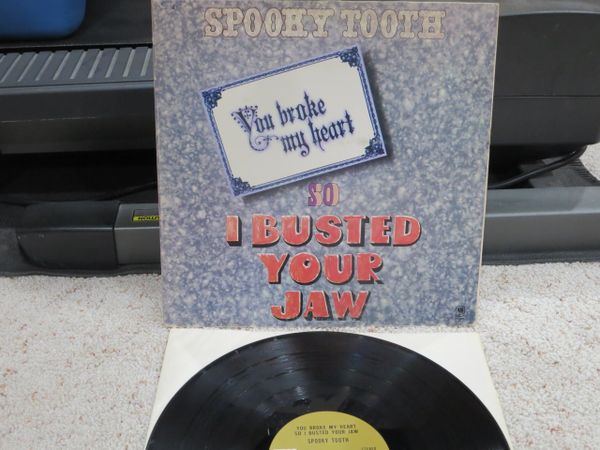 SPOOKY TOOTH
You broke
my heart
SO
I BUSTED
YOUR
JAW
YOU BROKE MY HEART
SO I BUSTED YOUR JAW
SPOOKY TOOTH